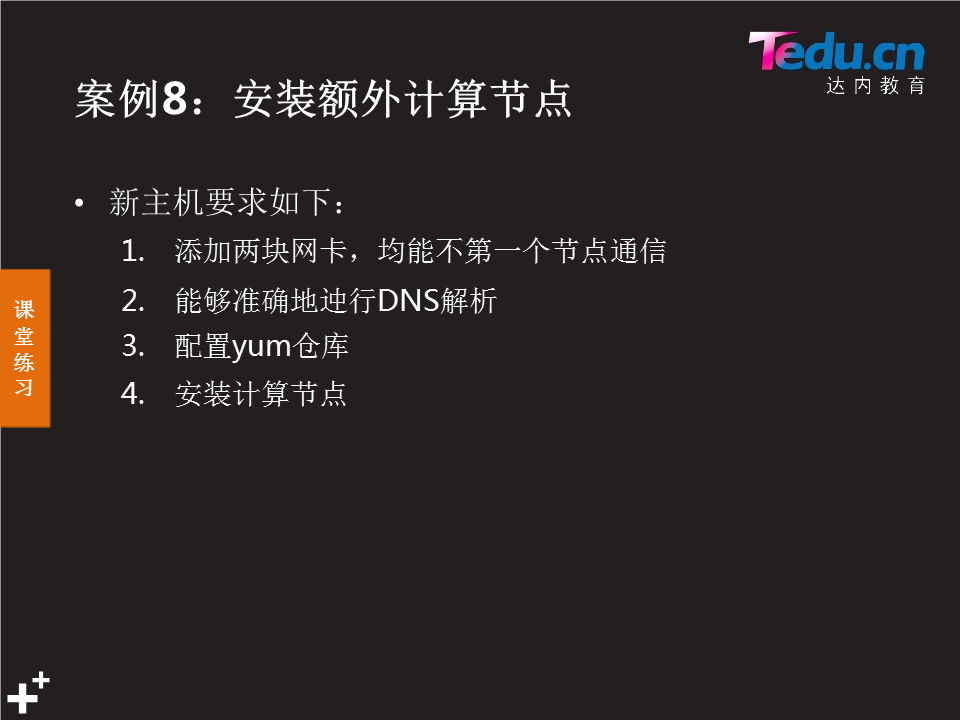 Tedu.cn
达内教育
案例8：安装额外计算节点
• 新主机要求如下：
1. 添加两块网卡，均能不第一个节点通信
2. 能够准确地迚行DNS解析
3. 配置yum仓库
4. 安装计算节点
课
堂
练
习